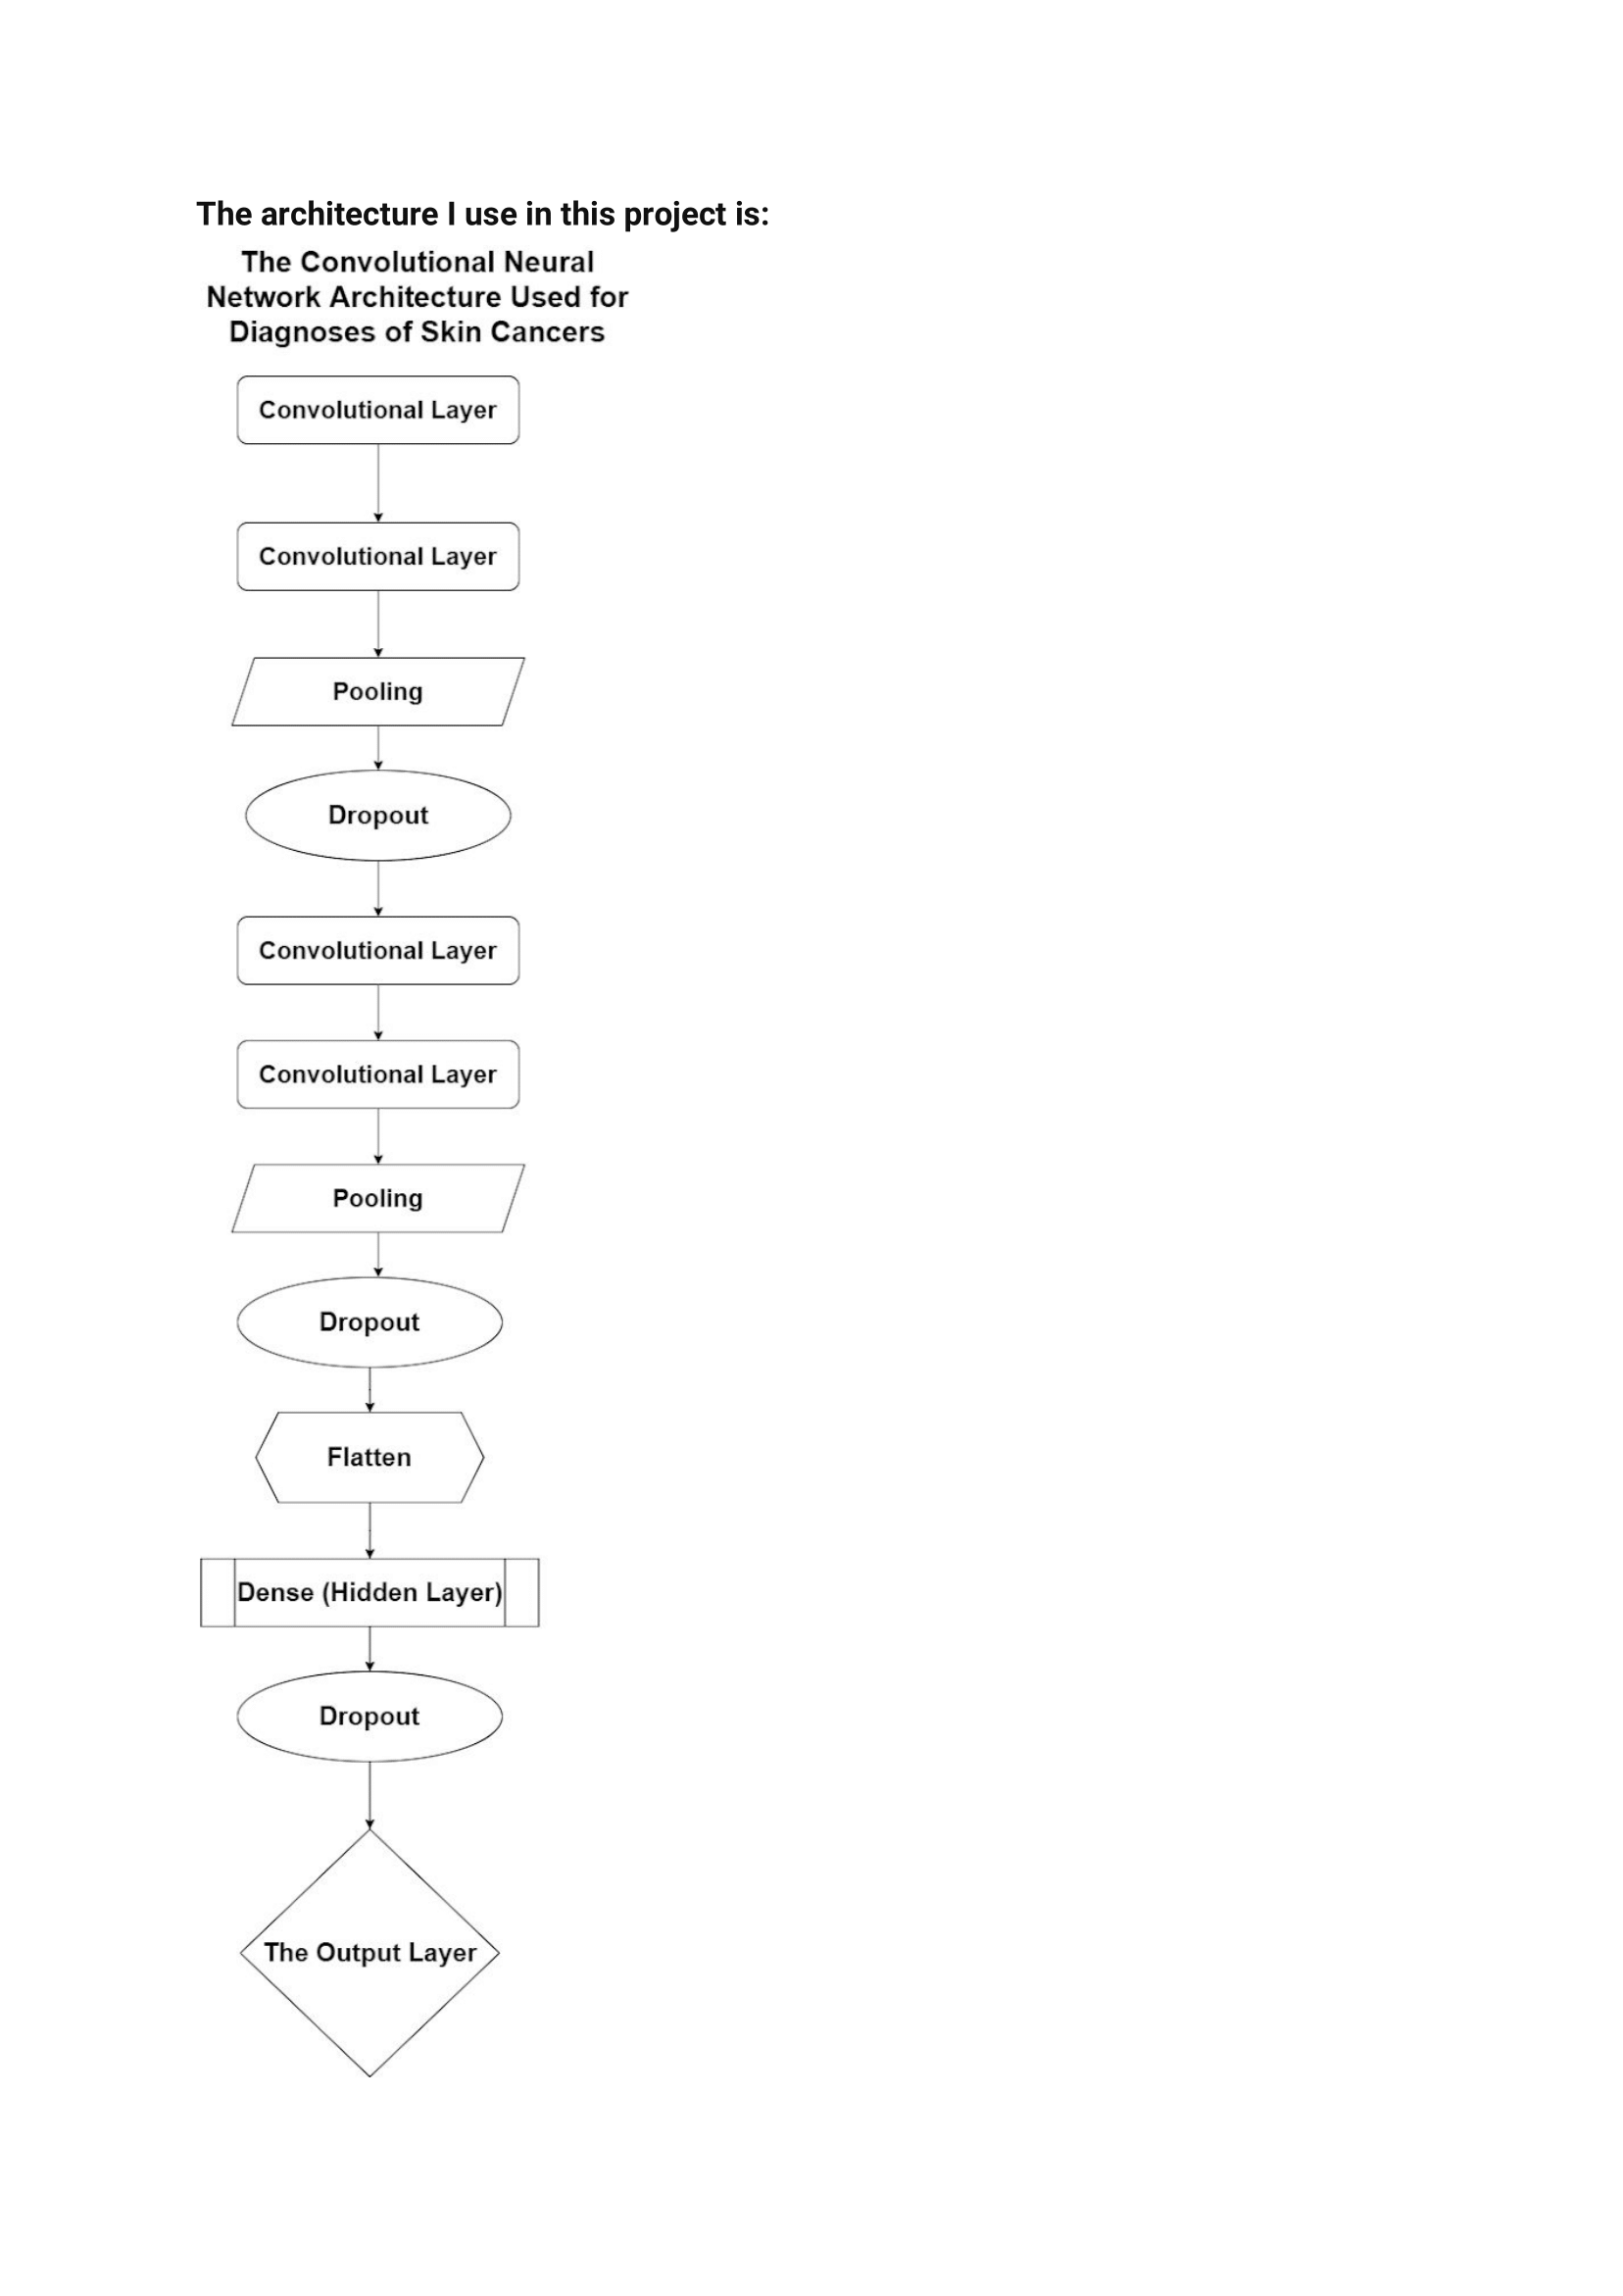 The architecture I use in this project is:
The Convolutional Neural
Network Architecture Used for
Diagnoses of Skin Cancers
Convolutional Layer
Convolutional Layer
Pooling
Dropout
Convolutional Layer
Convolutional Layer
Pooling
Dropout
Flatten
Dense (Hidden Layer)
Dropout
The Output Layer